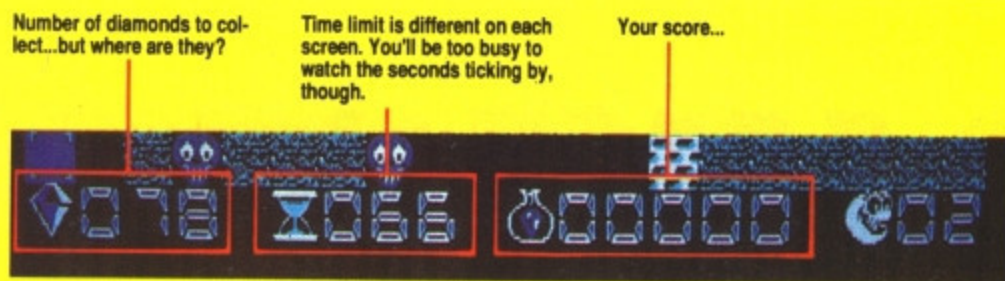 Number of diamonds to col-
lect...but where are they?
Time limit is different on each
screen. You'll be too busy to
watch the seconds ticking by,
though.
Your score...
078 066 00000 02